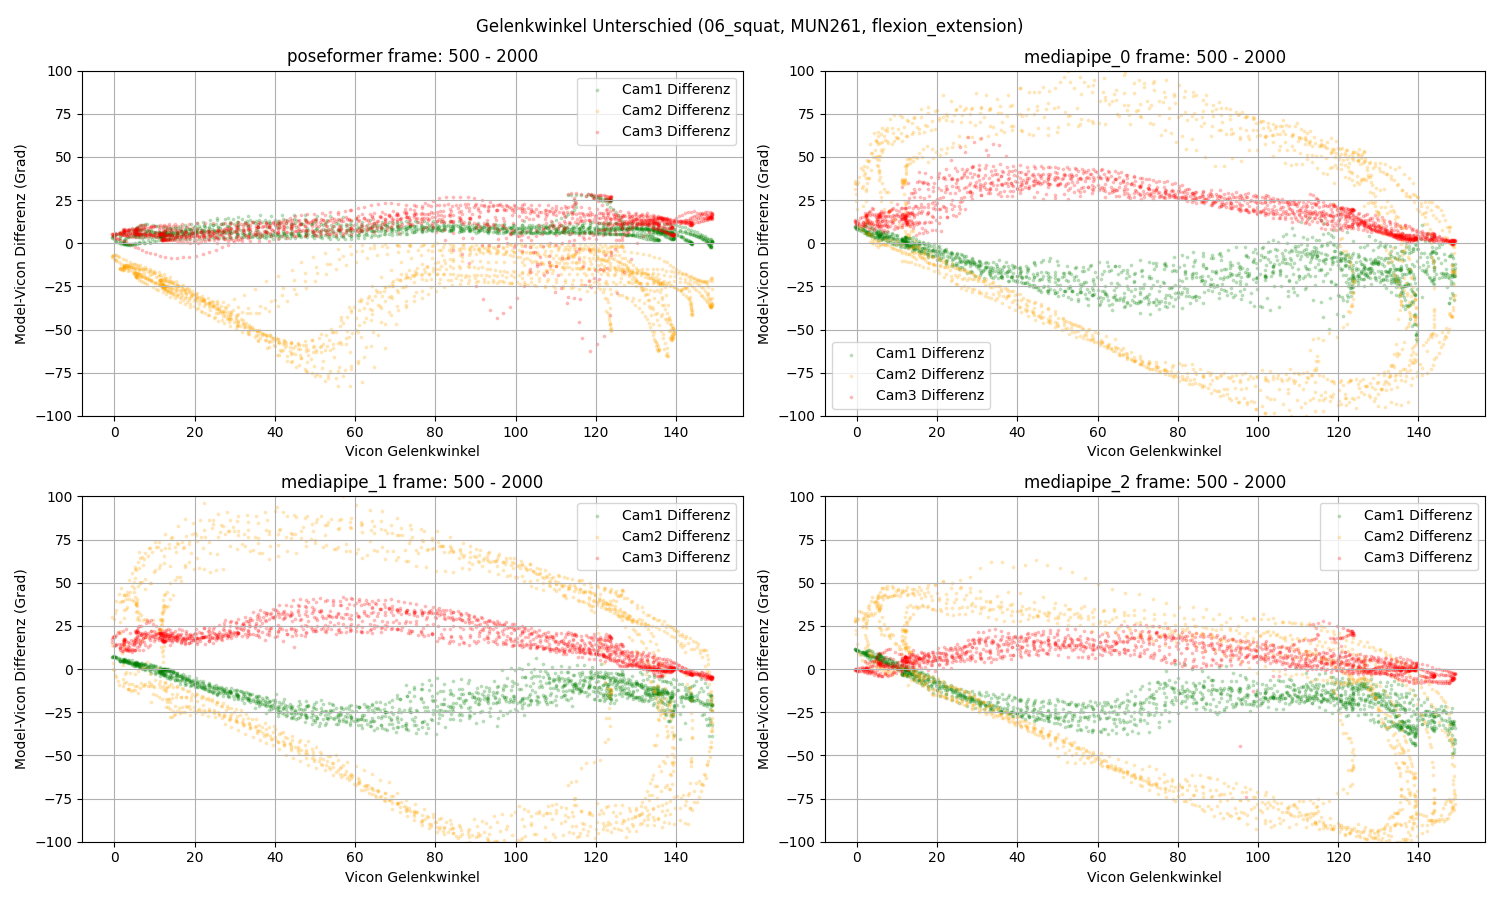 Gelenkwinkel Unterschied (06_squat, MUN261, flexion_extension)
poseformer frame: 500 - 2000
100
75
50
25
0
−25
−50
−75
−100
Model-Vicon Differenz (Grad)
Cam1 Differenz
Cam2 Differenz
Cam3 Differenz
0 20 40 60 80 100 120 140
Vicon Gelenkwinkel
mediapipe_0 frame: 500 - 2000
100
75
50
25
0
−25
−50
−75
−100
Model-Vicon Differenz (Grad)
Cam1 Differenz
Cam2 Differenz
Cam3 Differenz
0 20 40 60 80 100 120 140
Vicon Gelenkwinkel
mediapipe_1 frame: 500 - 2000
100
75
50
25
0
−25
−50
−75
−100
Model-Vicon Differenz (Grad)
Cam1 Differenz
Cam2 Differenz
Cam3 Differenz
0 20 40 60 80 100 120 140
Vicon Gelenkwinkel
mediapipe_2 frame: 500 - 2000
100
75
50
25
0
−25
−50
−75
−100
Model-Vicon Differenz (Grad)
Cam1 Differenz
Cam2 Differenz
Cam3 Differenz
0 20 40 60 80 100 120 140
Vicon Gelenkwinkel